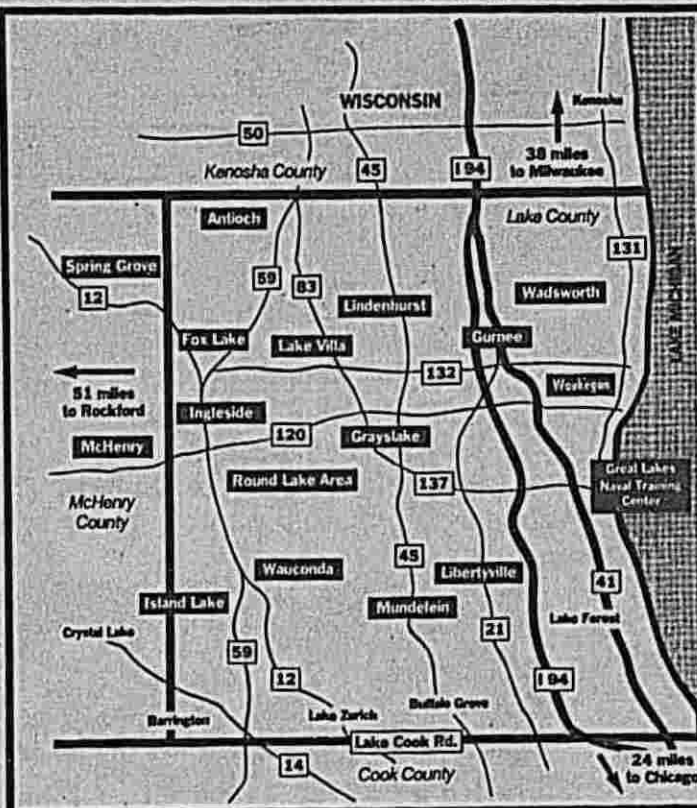 WISCONSIN
Kenosha
50
Kenosha County
45
I 94
38 miles
to Milwaukee
Antioch
Lake County
131
Spring Grove
12
59
83
Lindenhurst
Wadsworth
LAKE MICHIGAN
Fox Lake
Lake Villa
Gurnee
51 miles
to Rockford
132
Waukegan
Ingleside
McHenry
120
Grayslake
Round Lake Area
137
Great Lakes
Naval Training
Center
McHenry
County
45
Wauconda
Libertyville
41
Island Lake
Mundelein
Lake Forest
Crystal Lake
59
21
12
I 94
Barrington
Lake Zurich
Buffalo Grove
Lake Cook Rd.
14
Cook County
24 miles
to Chicago